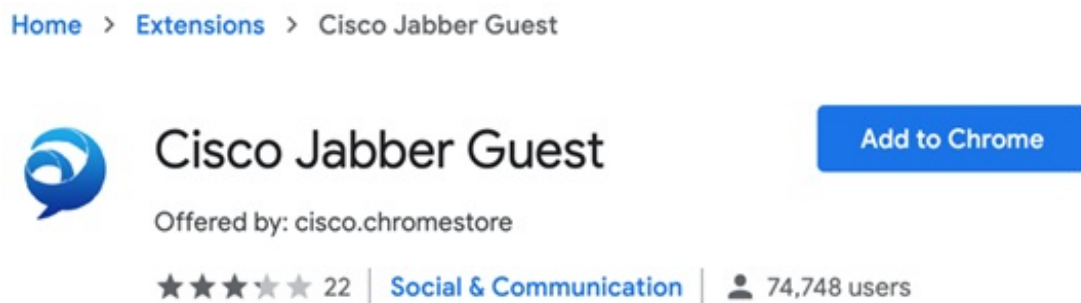 Home > Extensions > Cisco Jabber Guest
Cisco Jabber Guest
Add to Chrome
Offered by: cisco.chromestore
22 | Social & Communication | 74,748 users